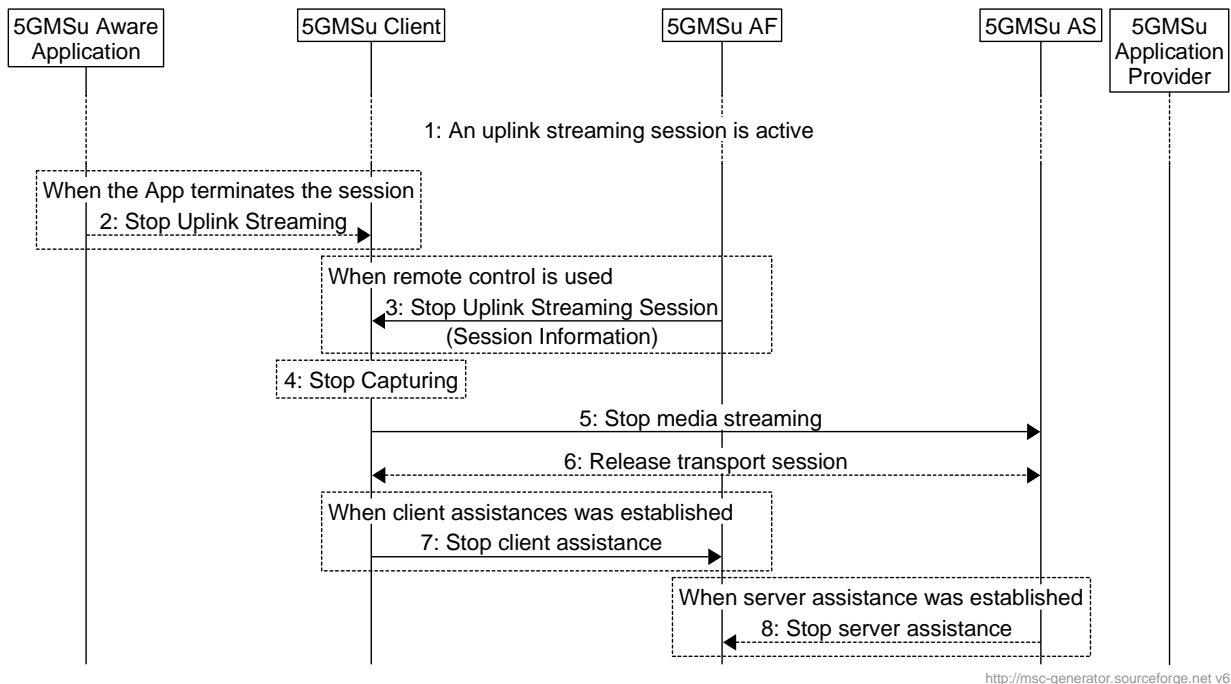 5GMSu Aware
Application
5GMSu Client
5GMSu AF
5GMSu AS
5GMSu
Application
Provider
1: An uplink streaming session is active
When the App terminates the session
2: Stop Uplink Streaming
When remote control is used
3: Stop Uplink Streaming Session
(Session Information)
4: Stop Capturing
5: Stop media streaming
6: Release transport session
When client assistances was established
7: Stop client assistance
When server assistance was established
8: Stop server assistance
http://msc-generator.sourceforge.net v6